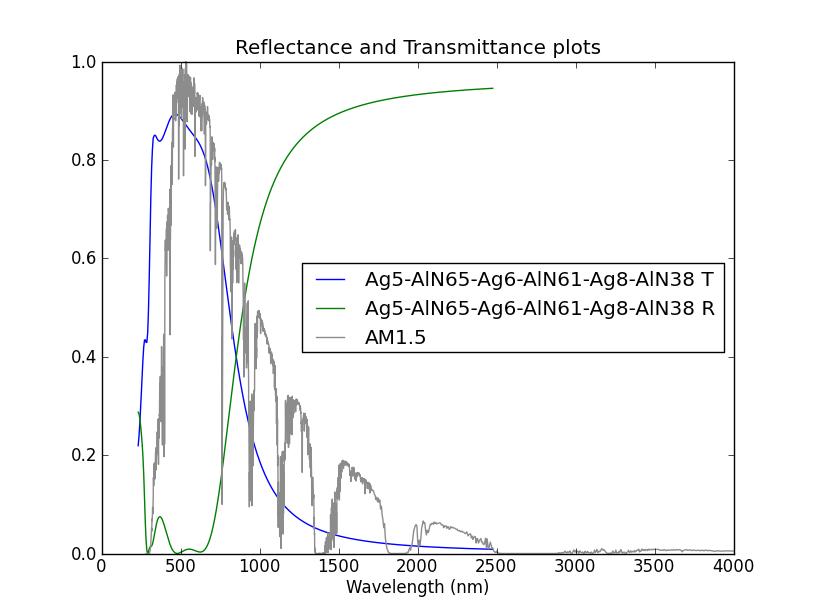 Reflectance and Transmittance plots
1.0
0.8
0.6
0.4
0.2
0.0
Ag5-AlN65-Ag6-AlN61-Ag8-AlN38 T
Ag5-AlN65-Ag6-AlN61-Ag8-AlN38 R
AM1.5
0 500 1000 1500 2000 2500 3000 3500 4000
Wavelength (nm)